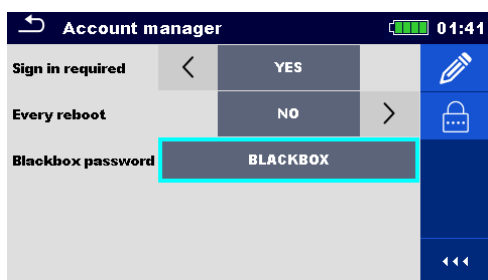 Account manager 01:41
Sign in required YES
Every reboot NO
Blackbox password BLACKBOX